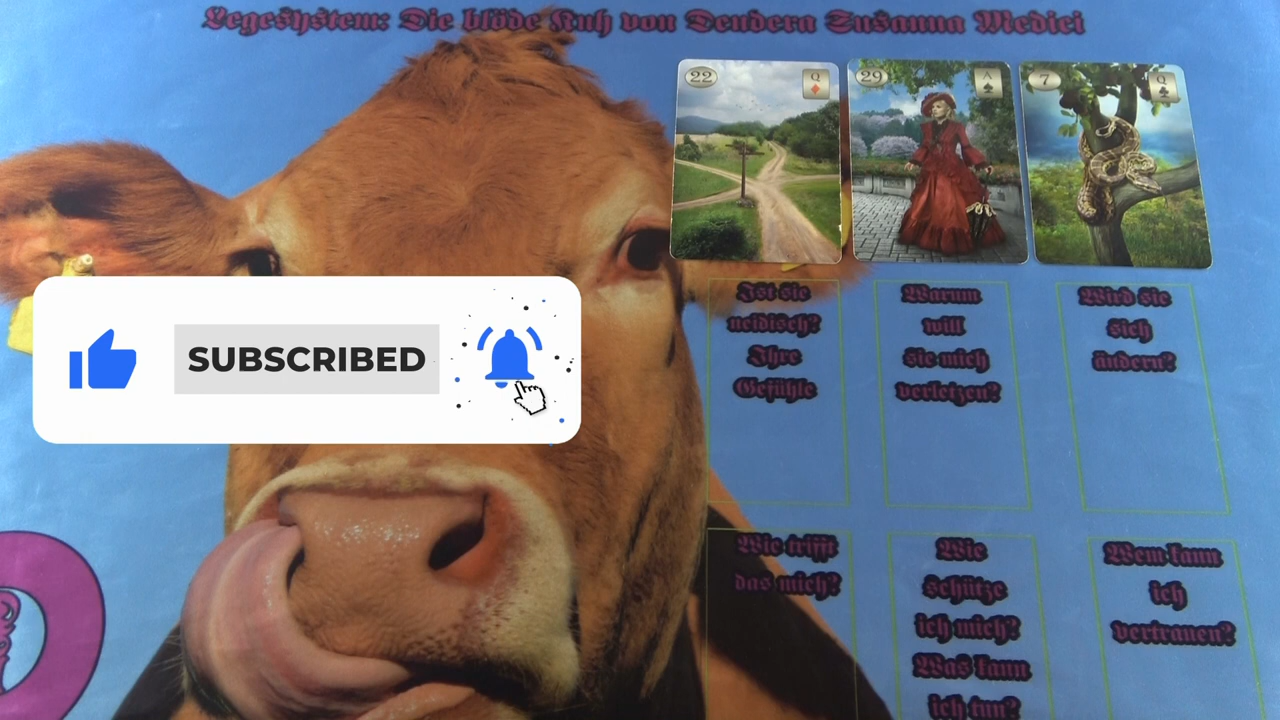 Legesystem: Die blöde Kuh von Dendera Susanna Medici
22
Q
29
A
7
Q
Ist sie
neidisch?
Ihre
Gefühle
Warum
will
sie mich
verletzen?
Wird sie
sich
ändern?
SUBSCRIBED
Wie trifft
das mich?
Wie
schütze
ich mich?
Was kann
ich tun?
Wem kann
ich
vertrauen?